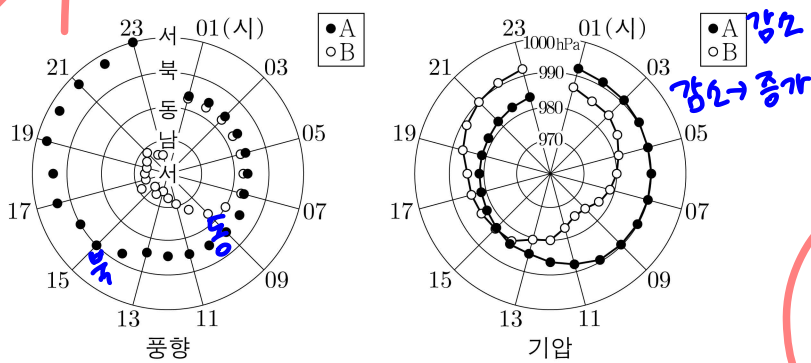 23 서 01(시)
● A
○ B
21 북 03
동
19 남 05
서
17 07
15 09
13 11
풍향
북
동
23 1000 hPa 01(시)
● A 감소
○ B
감소→ 증가
21 990 03
980
19 970 05
17 07
15 09
13 11
기압